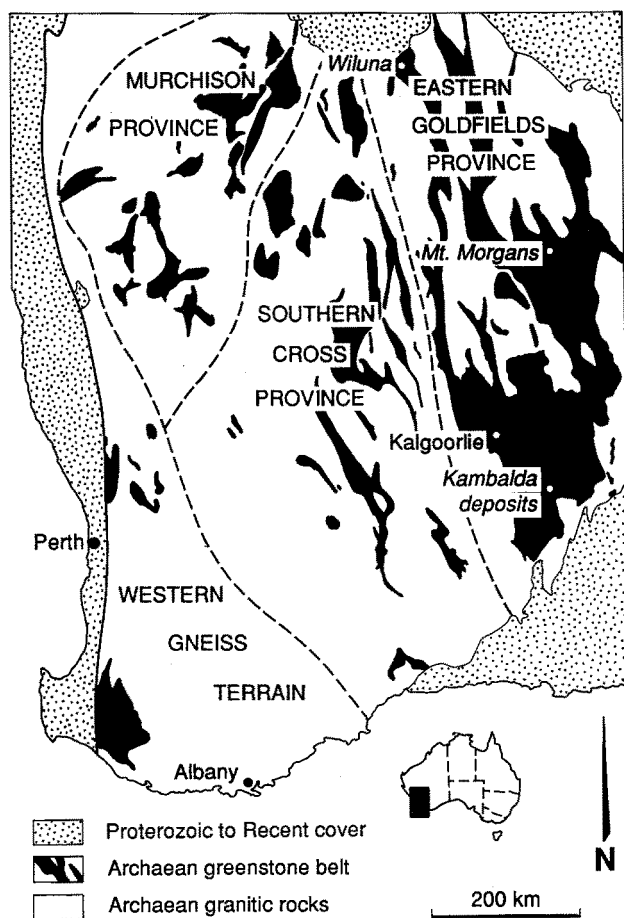 Wiluna
MURCHISON
PROVINCE
EASTERN
GOLDFIELDS
PROVINCE
Mt. Morgans
SOUTHERN
CROSS
PROVINCE
Kalgoorlie
Kambalda
deposits
Perth
WESTERN
GNEISS
TERRAIN
Albany
Proterozoic to Recent cover
Archaean greenstone belt
Archaean granitic rocks
200 km
N